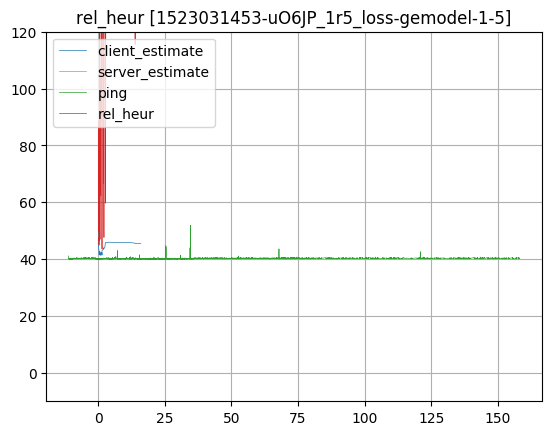 rel_heur [1523031453-uO6JP_1r5_loss-gemodel-1-5]
120
client_estimate
server_estimate
100
ping
rel_heur
80
60
40
20
0
0
25
50
75
100
125
150